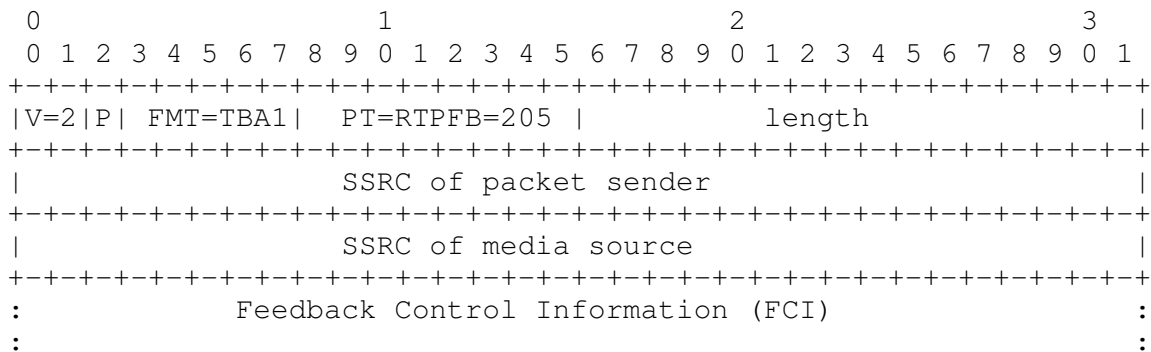 0                   1                   2                   3
 0 1 2 3 4 5 6 7 8 9 0 1 2 3 4 5 6 7 8 9 0 1 2 3 4 5 6 7 8 9 0 1
+-+-+-+-+-+-+-+-+-+-+-+-+-+-+-+-+-+-+-+-+-+-+-+-+-+-+-+-+-+-+-+-+
|V=2|P| FMT=TBA1|  PT=RTPFB=205 |          length               |
+-+-+-+-+-+-+-+-+-+-+-+-+-+-+-+-+-+-+-+-+-+-+-+-+-+-+-+-+-+-+-+-+
|                  SSRC of packet sender                        |
+-+-+-+-+-+-+-+-+-+-+-+-+-+-+-+-+-+-+-+-+-+-+-+-+-+-+-+-+-+-+-+-+
|                  SSRC of media source                         |
+-+-+-+-+-+-+-+-+-+-+-+-+-+-+-+-+-+-+-+-+-+-+-+-+-+-+-+-+-+-+-+-+
:            Feedback Control Information (FCI)                 :
:                                                               :